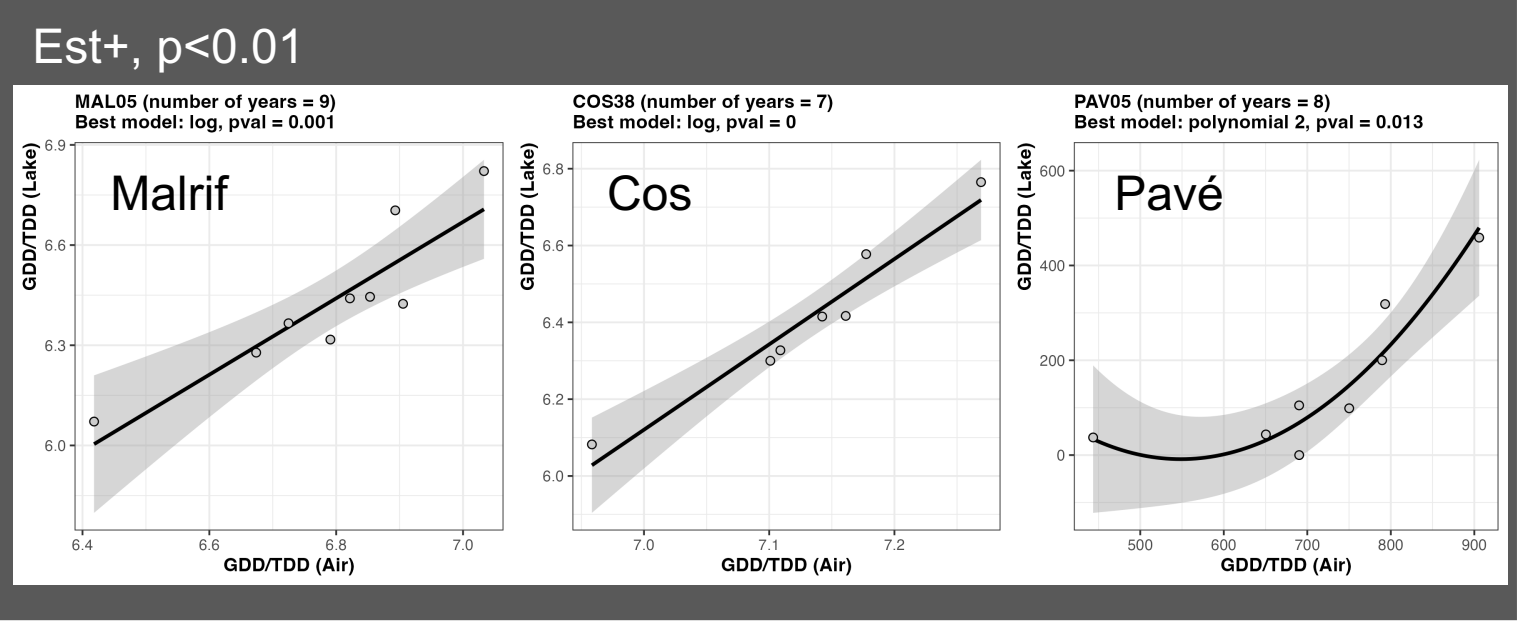 Est+, p<0.01
MAL05 (number of years = 9)
Best model: log, pval = 0.001
Malrif
GDD/TDD (Lake)
6.9
6.6
6.3
6.0
6.4
6.6
6.8
7.0
GDD/TDD (Air)
COS38 (number of years = 7)
Best model: log, pval = 0
Cos
GDD/TDD (Lake)
6.8
6.6
6.4
6.2
6.0
7.0
7.1
7.2
GDD/TDD (Air)
PAV05 (number of years = 8)
Best model: polynomial 2, pval = 0.013
Pavé
GDD/TDD (Lake)
600
400
200
0
500
600
700
800
900
GDD/TDD (Air)